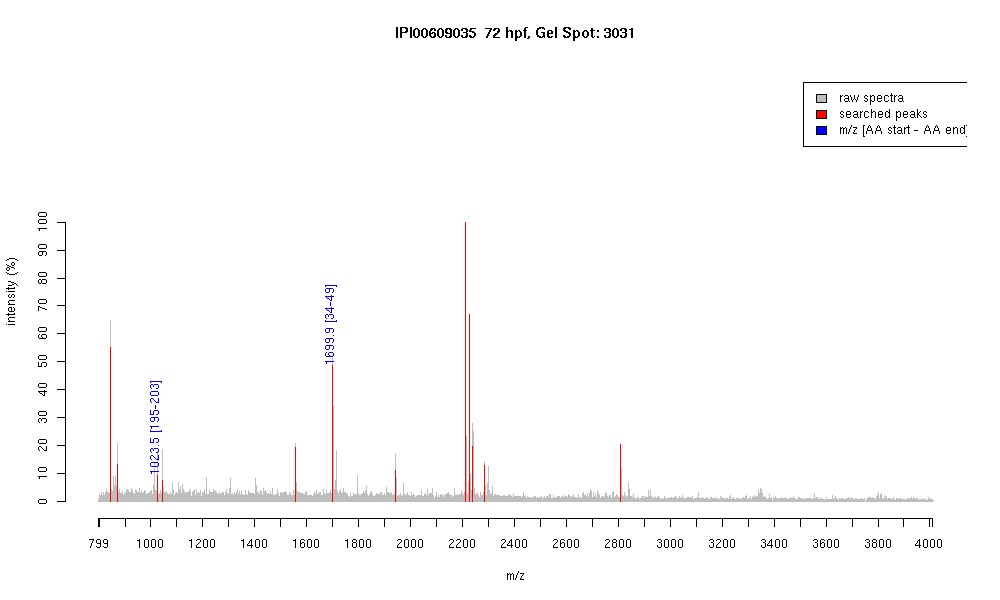 IPI00609035 72 hpf, Gel Spot: 3031
raw spectra
searched peaks
m/z [AA start - AA end]
intensity (%)
100
90
80
70
60
50
40
30
20
10
0
1023.5 [195-203]
1699.9 [34-49]
799 1000 1200 1400 1600 1800 2000 2200 2400 2600 2800 3000 3200 3400 3600 3800 4000
m/z